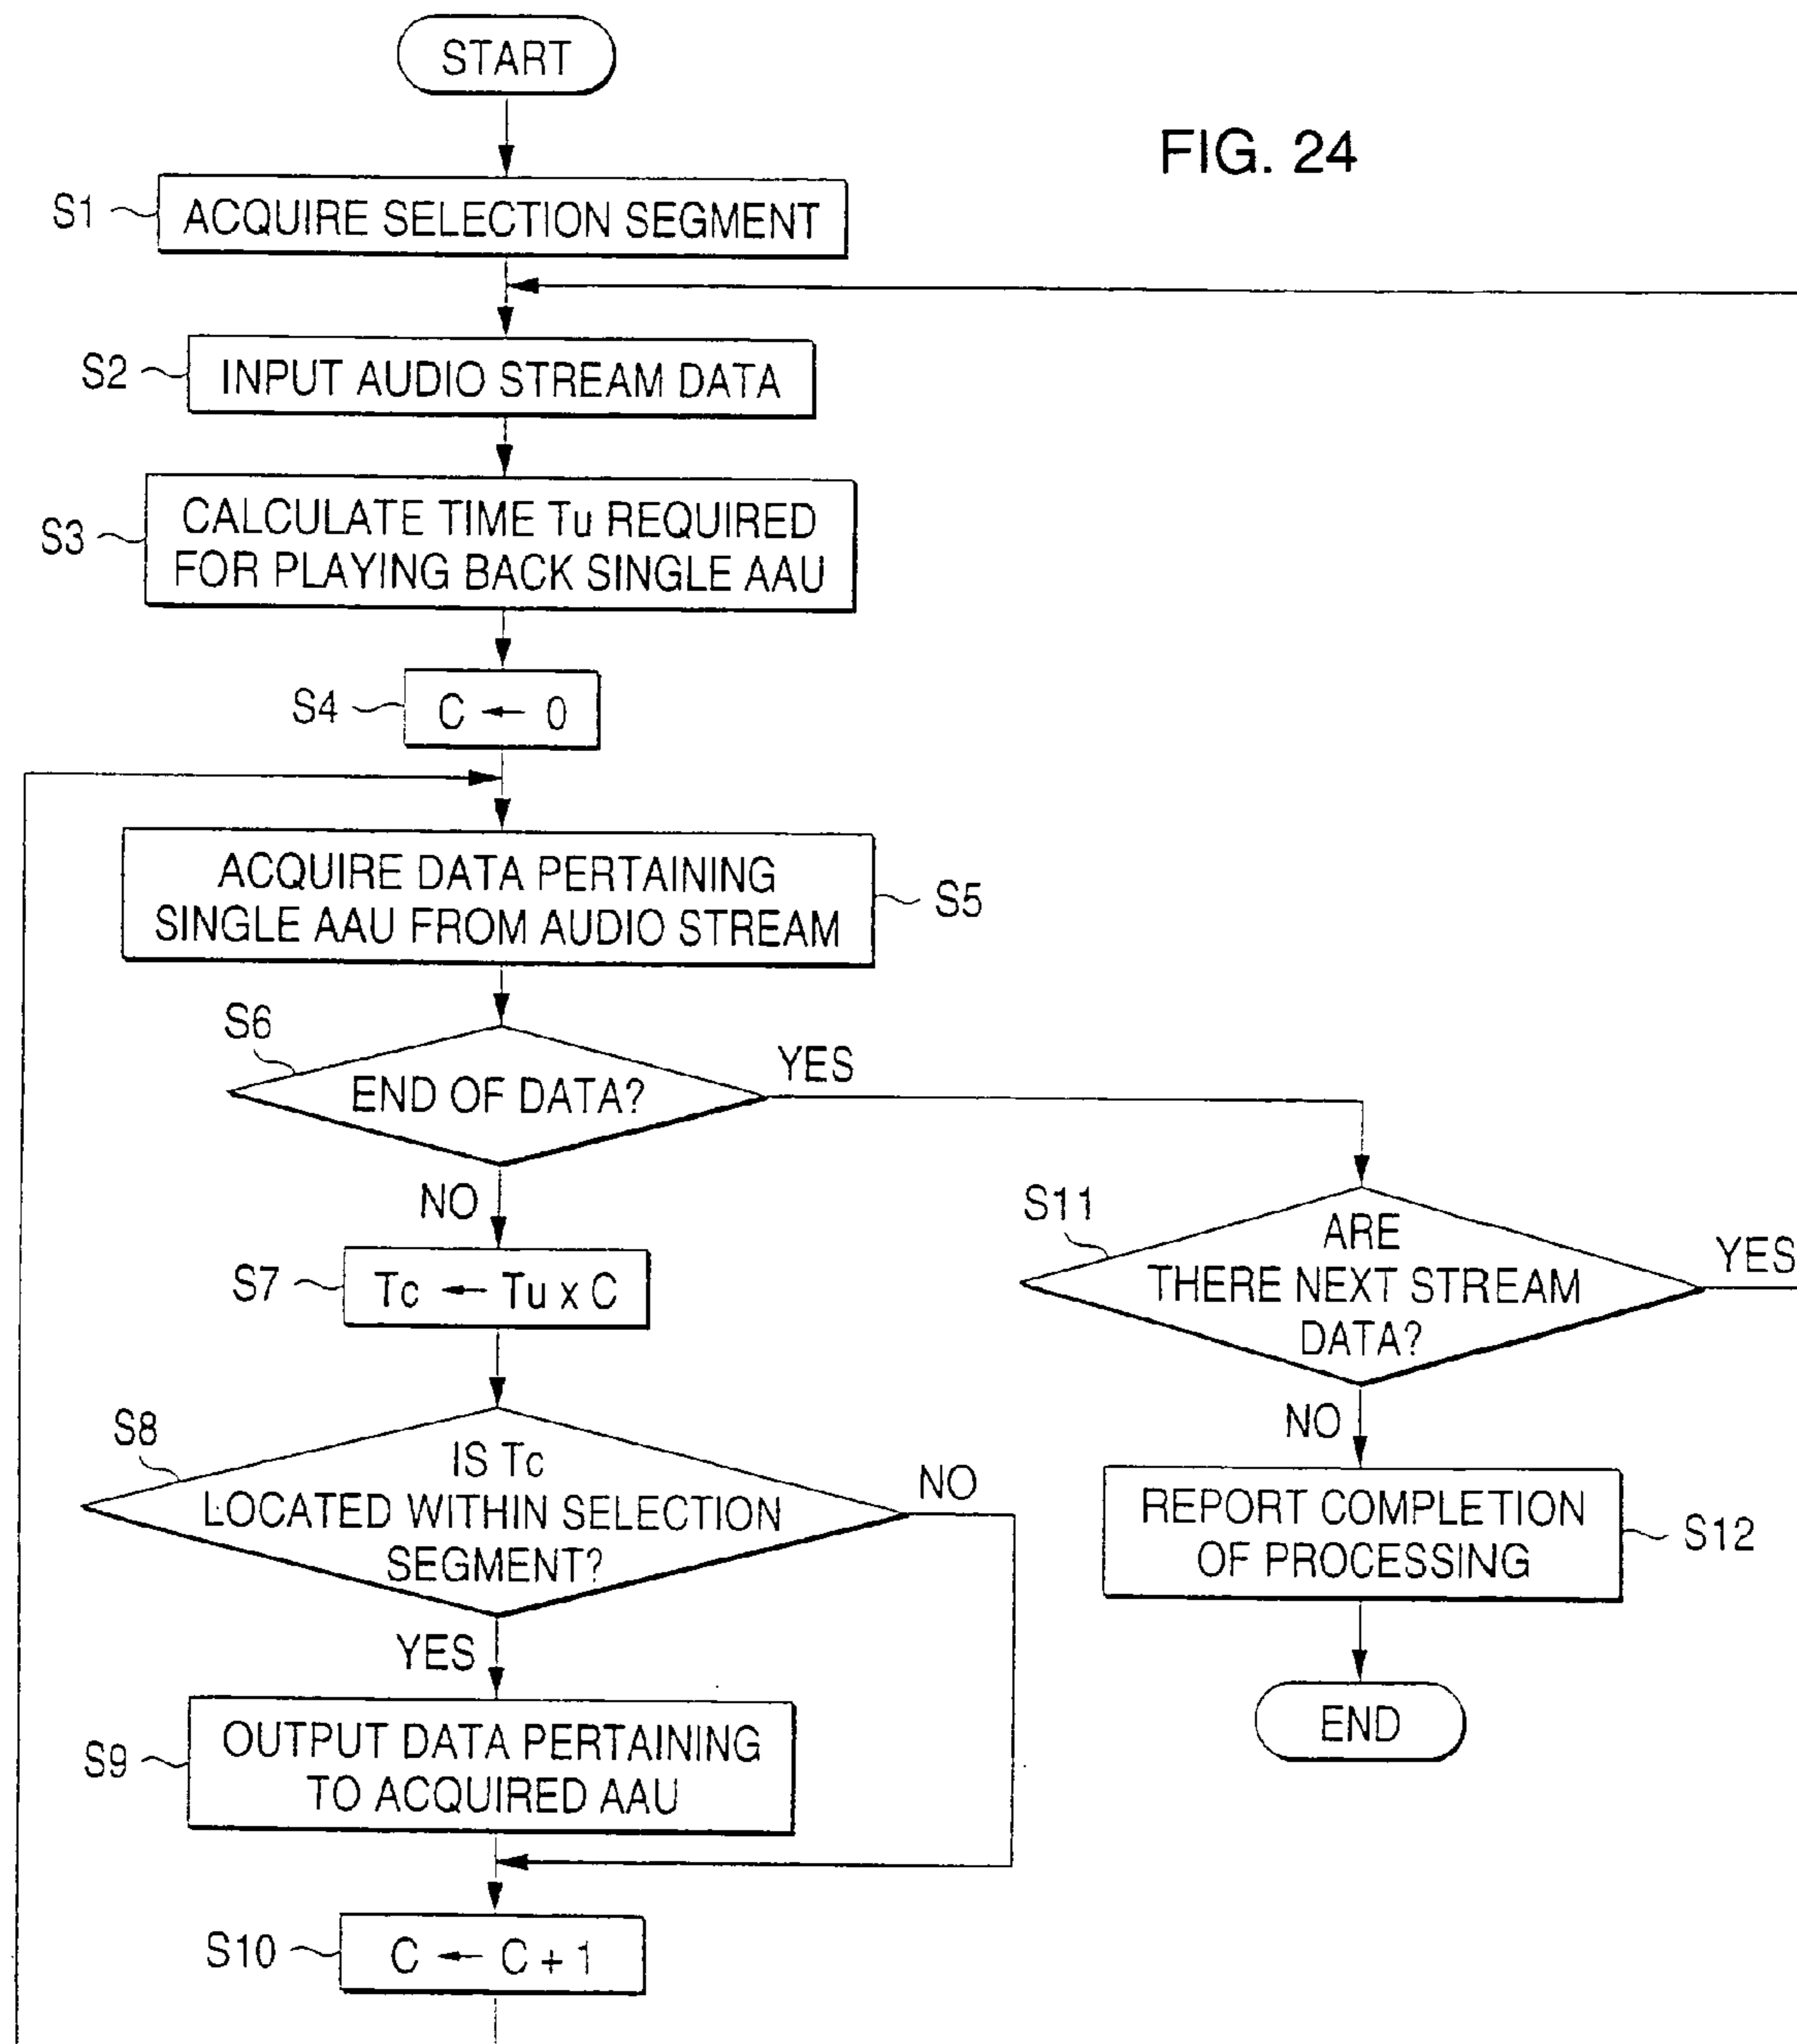 START
FIG. 24
S1
ACQUIRE SELECTION SEGMENT
S2
INPUT AUDIO STREAM DATA
S3
CALCULATE TIME Tu REQUIRED
FOR PLAYING BACK SINGLE AAU
S4
C ← 0
ACQUIRE DATA PERTAINING
SINGLE AAU FROM AUDIO STREAM
S5
S6
END OF DATA?
YES
NO
S7
Tc ← Tu x C
S11
ARE
THERE NEXT STREAM
DATA?
YES
NO
S8
IS Tc
LOCATED WITHIN SELECTION
SEGMENT?
NO
YES
REPORT COMPLETION
OF PROCESSING
S12
S9
OUTPUT DATA PERTAINING
TO ACQUIRED AAU
END
S10
C ← C + 1